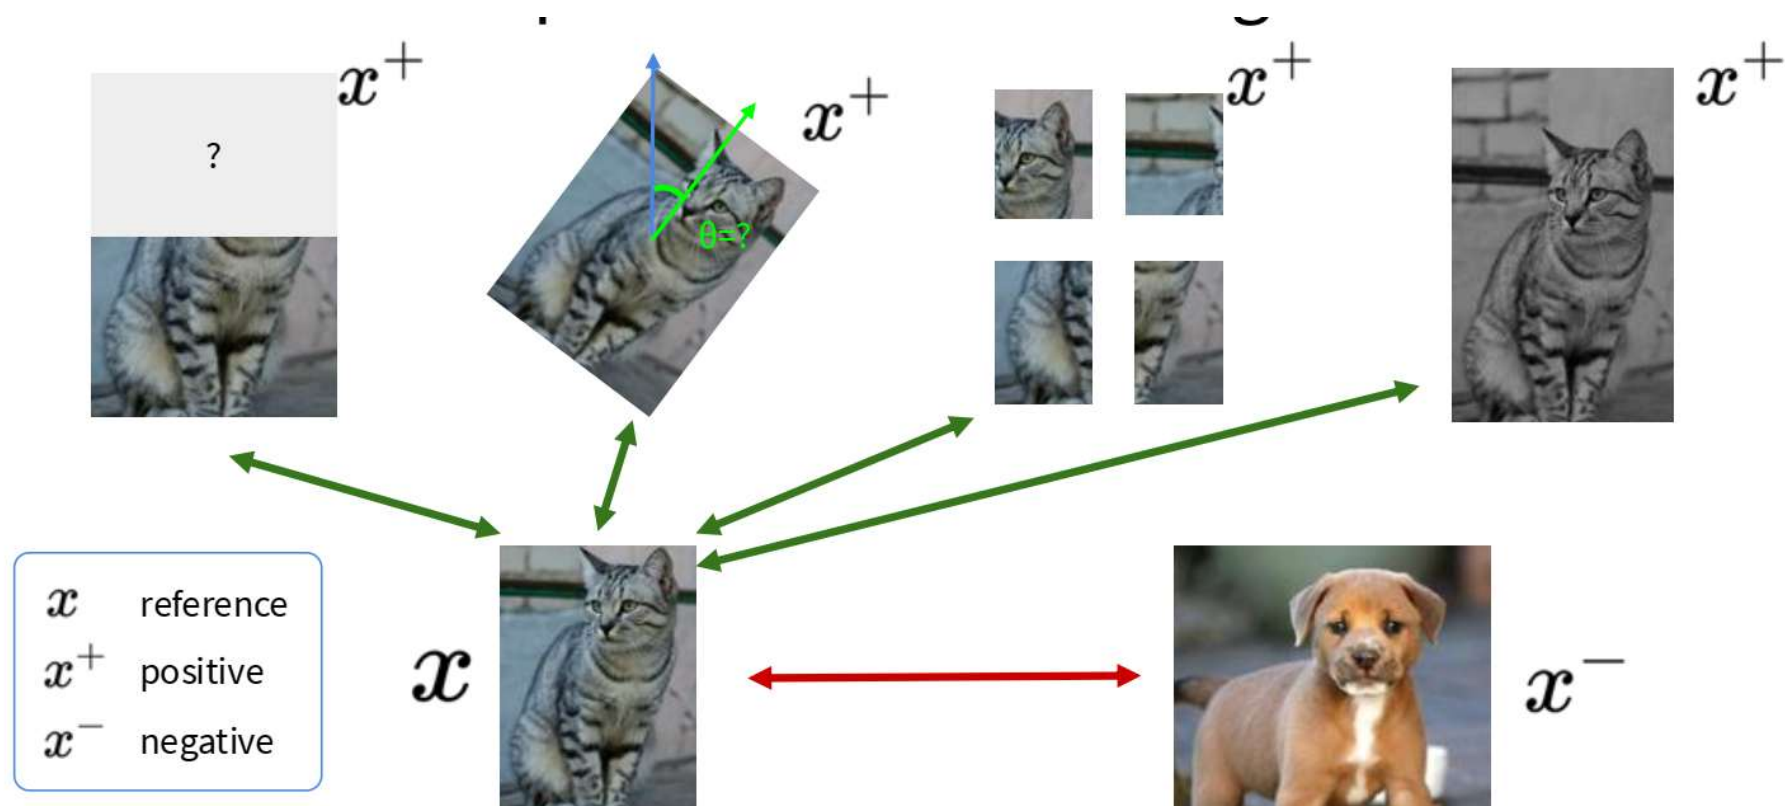 x⁺
x⁺
x⁺
x⁺
?
θ=?
x reference
x⁺ positive
x⁻ negative
x
x⁻